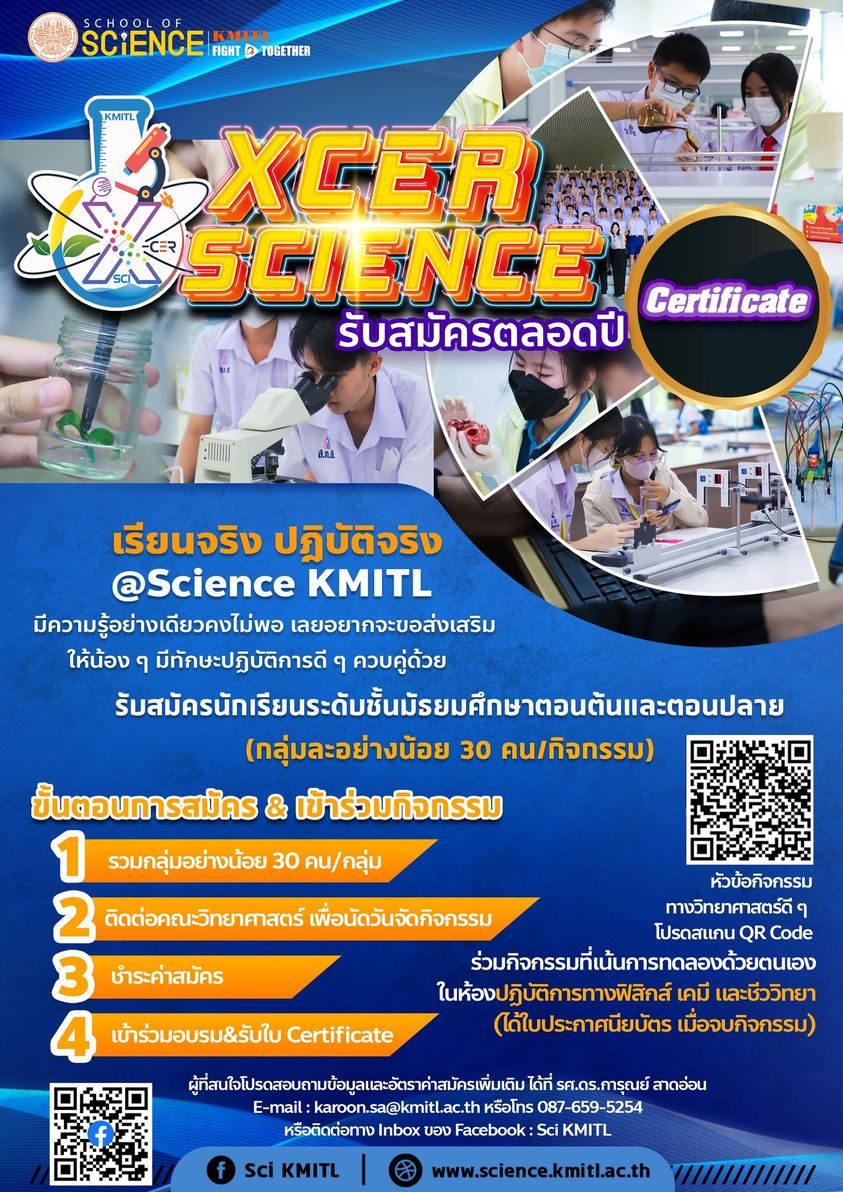 SCHOOL OF
SCiENCE
KMITL
FIGHT TOGETHER
KMITL
X
-CER
SCI
XCER
SCIENCE
รับสมัครตลอดปี
Certificate
ส.ก.ส.
เรียนจริง ปฏิบัติจริง
@Science KMITL
มีความรู้อย่างเดียวคงไม่พอ เลยอยากจะขอส่งเสริม
ให้น้อง ๆ มีทักษะปฏิบัติการดี ๆ ควบคู่ด้วย
รับสมัครนักเรียนระดับชั้นมัธยมศึกษาตอนต้นและตอนปลาย
(กลุ่มละอย่างน้อย 30 คน/กิจกรรม)
ขั้นตอนการสมัคร & เข้าร่วมกิจกรรม
1 รวมกลุ่มอย่างน้อย 30 คน/กลุ่ม
2 ติดต่อคณะวิทยาศาสตร์ เพื่อนัดวันจัดกิจกรรม
3 ชำระค่าสมัคร
4 เข้าร่วมอบรม&รับใบ Certificate
หัวข้อกิจกรรม
ทางวิทยาศาสตร์ดี ๆ
โปรดสแกน QR Code
ร่วมกิจกรรมที่เน้นการทดลองด้วยตนเอง
ในห้องปฏิบัติการทางฟิสิกส์ เคมี และชีววิทยา
(ได้ใบประกาศนียบัตร เมื่อจบกิจกรรม)
ผู้ที่สนใจโปรดสอบถามข้อมูลและอัตราค่าสมัครเพิ่มเติม ได้ที่ รศ.ดร.การุณย์ สาดอ่อน
E-mail : karoon.sa@kmitl.ac.th หรือโทร 087-659-5254
หรือติดต่อทาง Inbox ของ Facebook : Sci KMITL
Sci KMITL | www.science.kmitl.ac.th